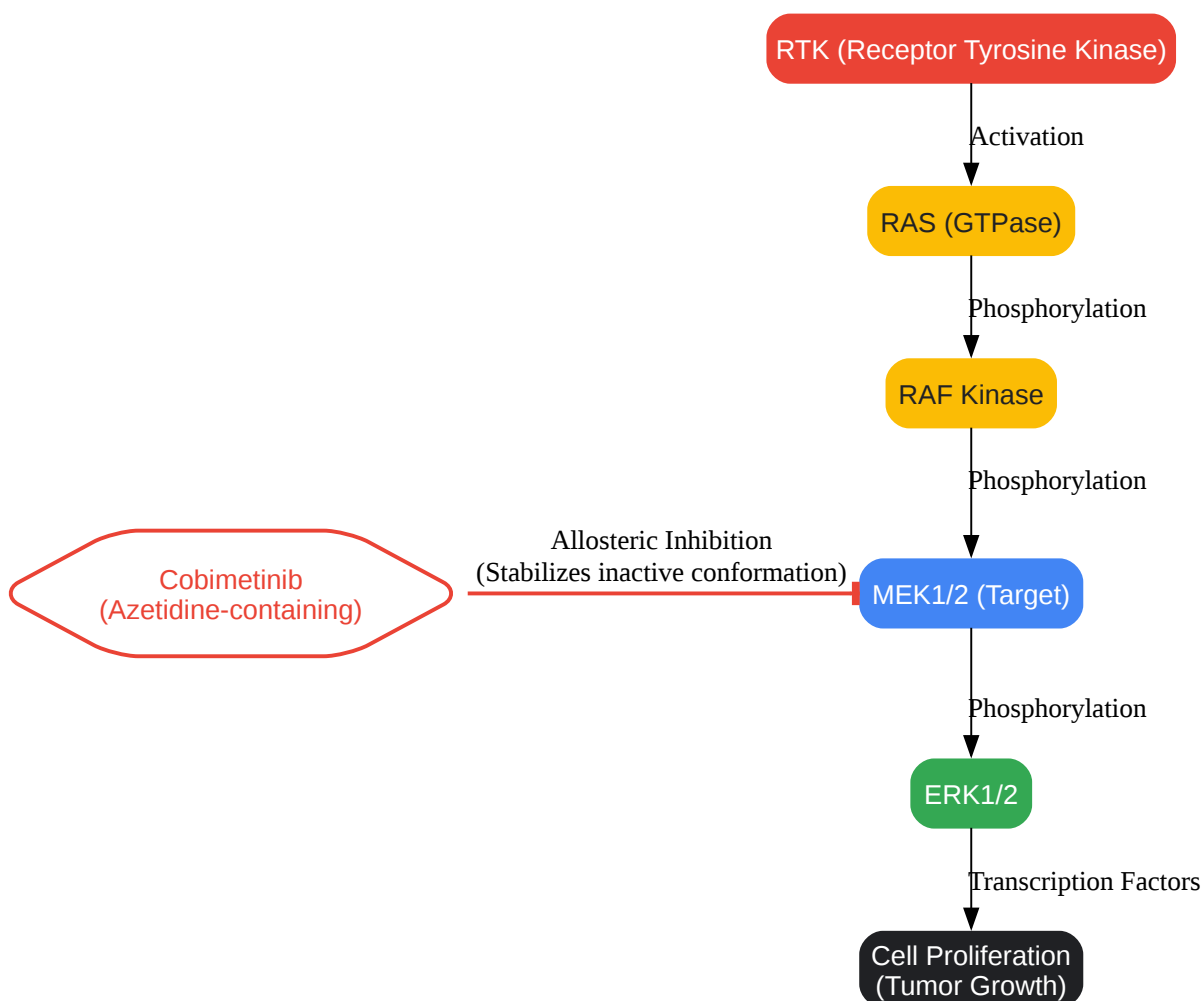 RTK (Receptor Tyrosine Kinase)
Activation
RAS (GTPase)
Phosphorylation
RAF Kinase
Phosphorylation
Allosteric Inhibition
(Stabilizes inactive conformation)
Cobimetinib
(Azetidine-containing)
MEK1/2 (Target)
Phosphorylation
ERK1/2
Transcription Factors
Cell Proliferation
(Tumor Growth)